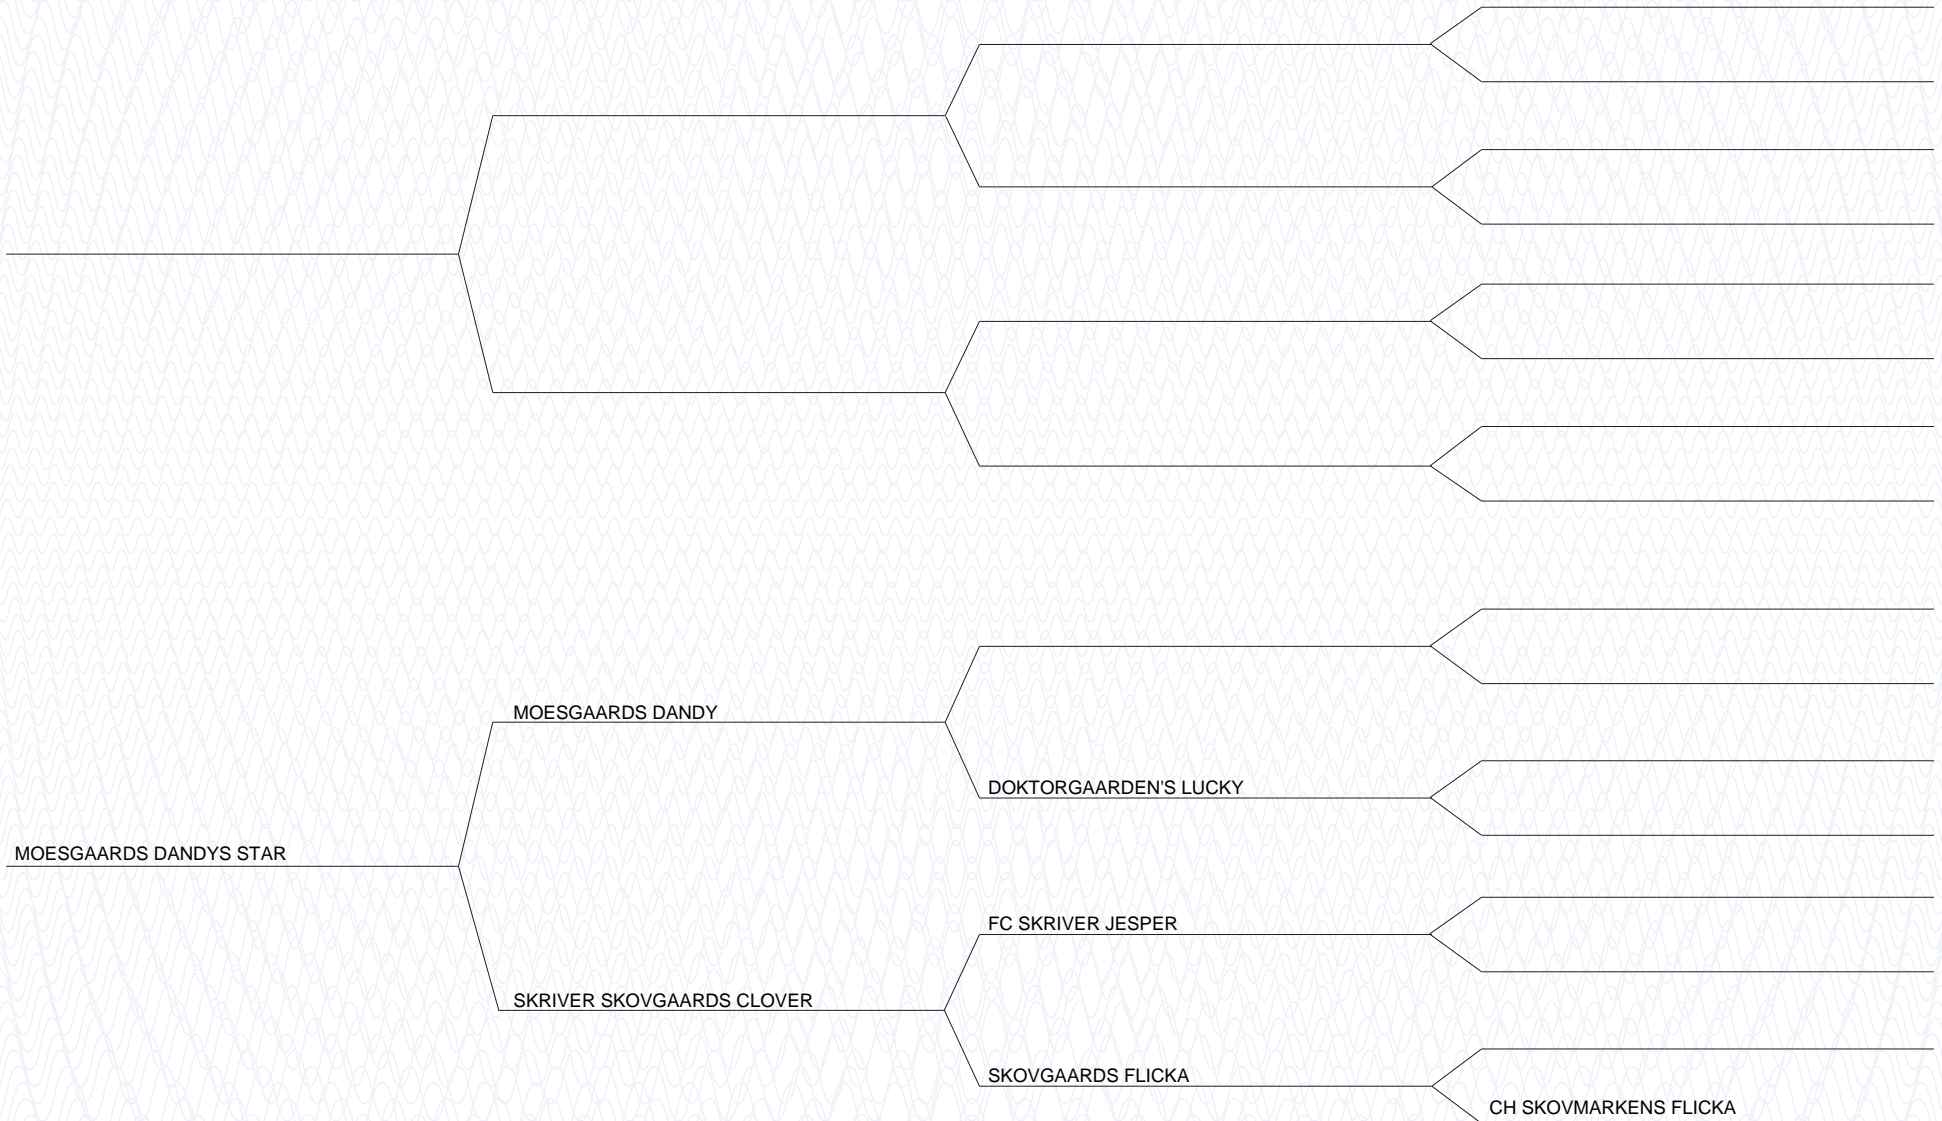 MOESGAARDS DANDY
DOKTORGAARDEN'S LUCKY
MOESGAARDS DANDYS STAR
FC SKRIVER JESPER
SKRIVER SKOVGAARDS CLOVER
SKOVGAARDS FLICKA
CH SKOVMARKENS FLICKA